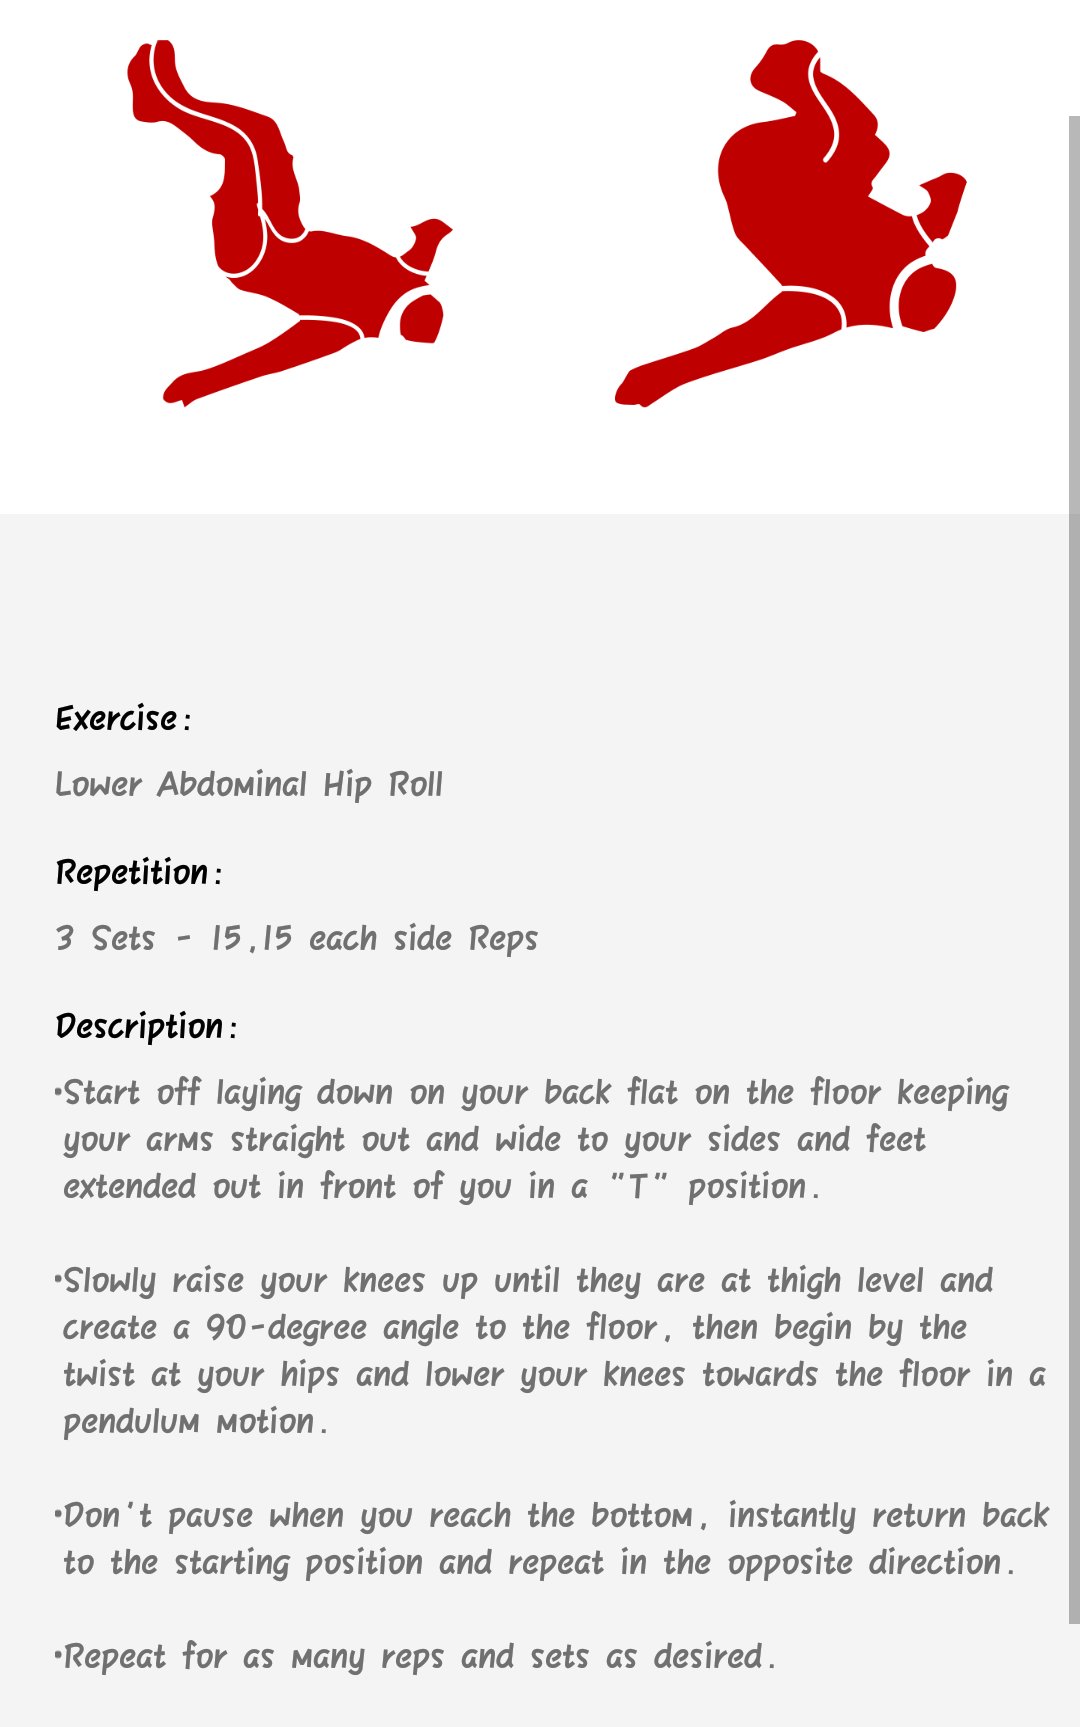 Exercise:
Lower Abdominal Hip Roll
Repetition:
3 Sets - 15,15 each side Reps
Description:
•Start off laying down on your back flat on the floor keeping
your arms straight out and wide to your sides and feet
extended out in front of you in a "T" position.
•Slowly raise your knees up until they are at thigh level and
create a 90-degree angle to the floor, then begin by the
twist at your hips and lower your knees towards the floor in a
pendulum motion.
•Don't pause when you reach the bottom, instantly return back
to the starting position and repeat in the opposite direction.
•Repeat for as many reps and sets as desired.